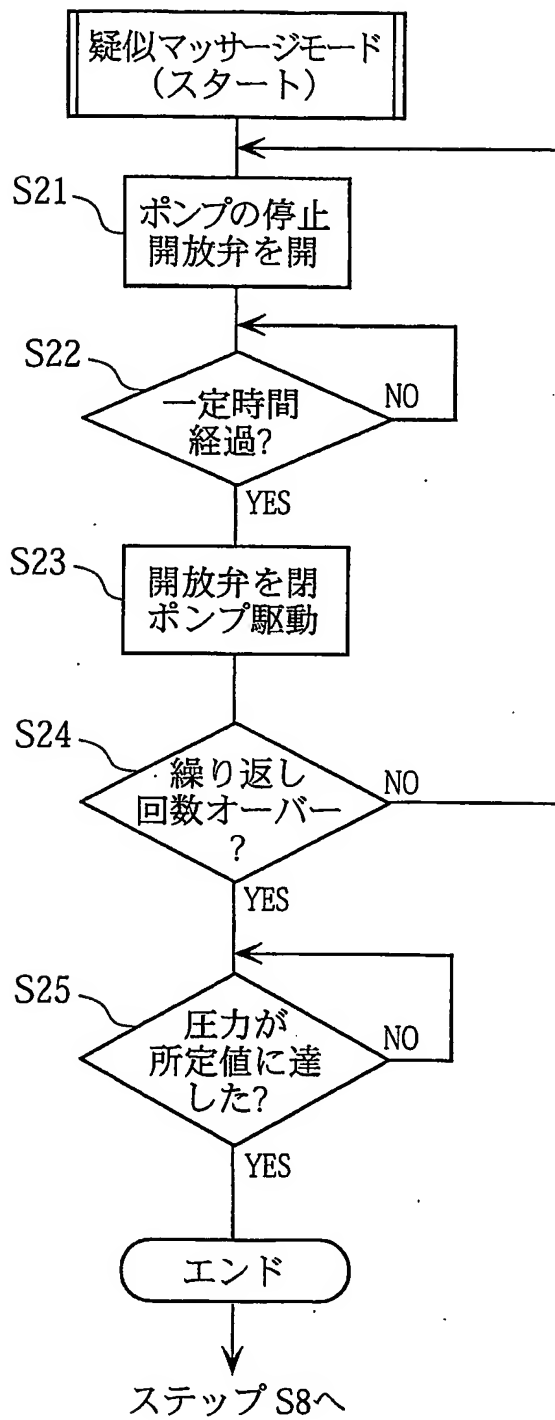 疑似マッサージモード
(スタート)
S21
ポンプの停止
開放弁を開
S22
一定時間
経過?
NO
YES
S23
開放弁を閉
ポンプ駆動
S24
繰り返し
回数オーバー
?
NO
YES
S25
圧力が
所定値に達
した?
NO
YES
エンド
ステップ S8へ